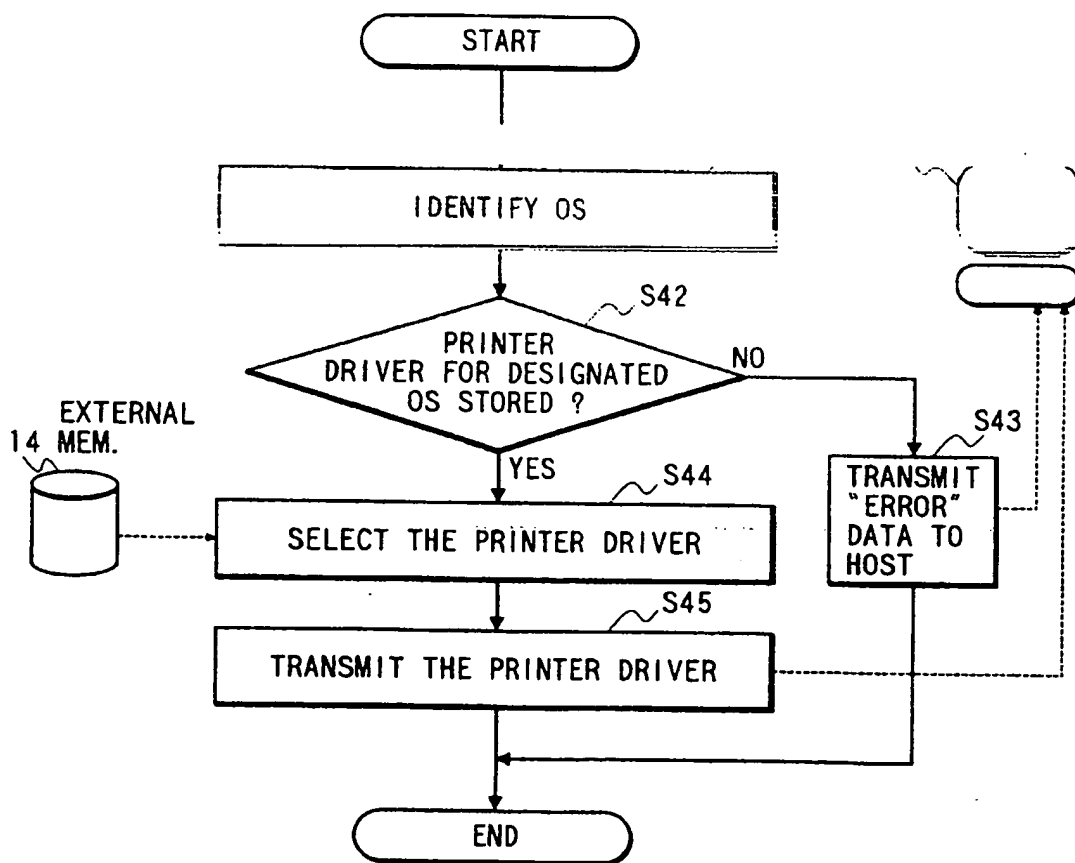 START
IDENTIFY OS
S42
PRINTER
DRIVER FOR DESIGNATED
OS STORED ?
NO
YES
EXTERNAL
14 MEM.
S43
TRANSMIT
"ERROR"
DATA TO
HOST
S44
SELECT THE PRINTER DRIVER
S45
TRANSMIT THE PRINTER DRIVER
END